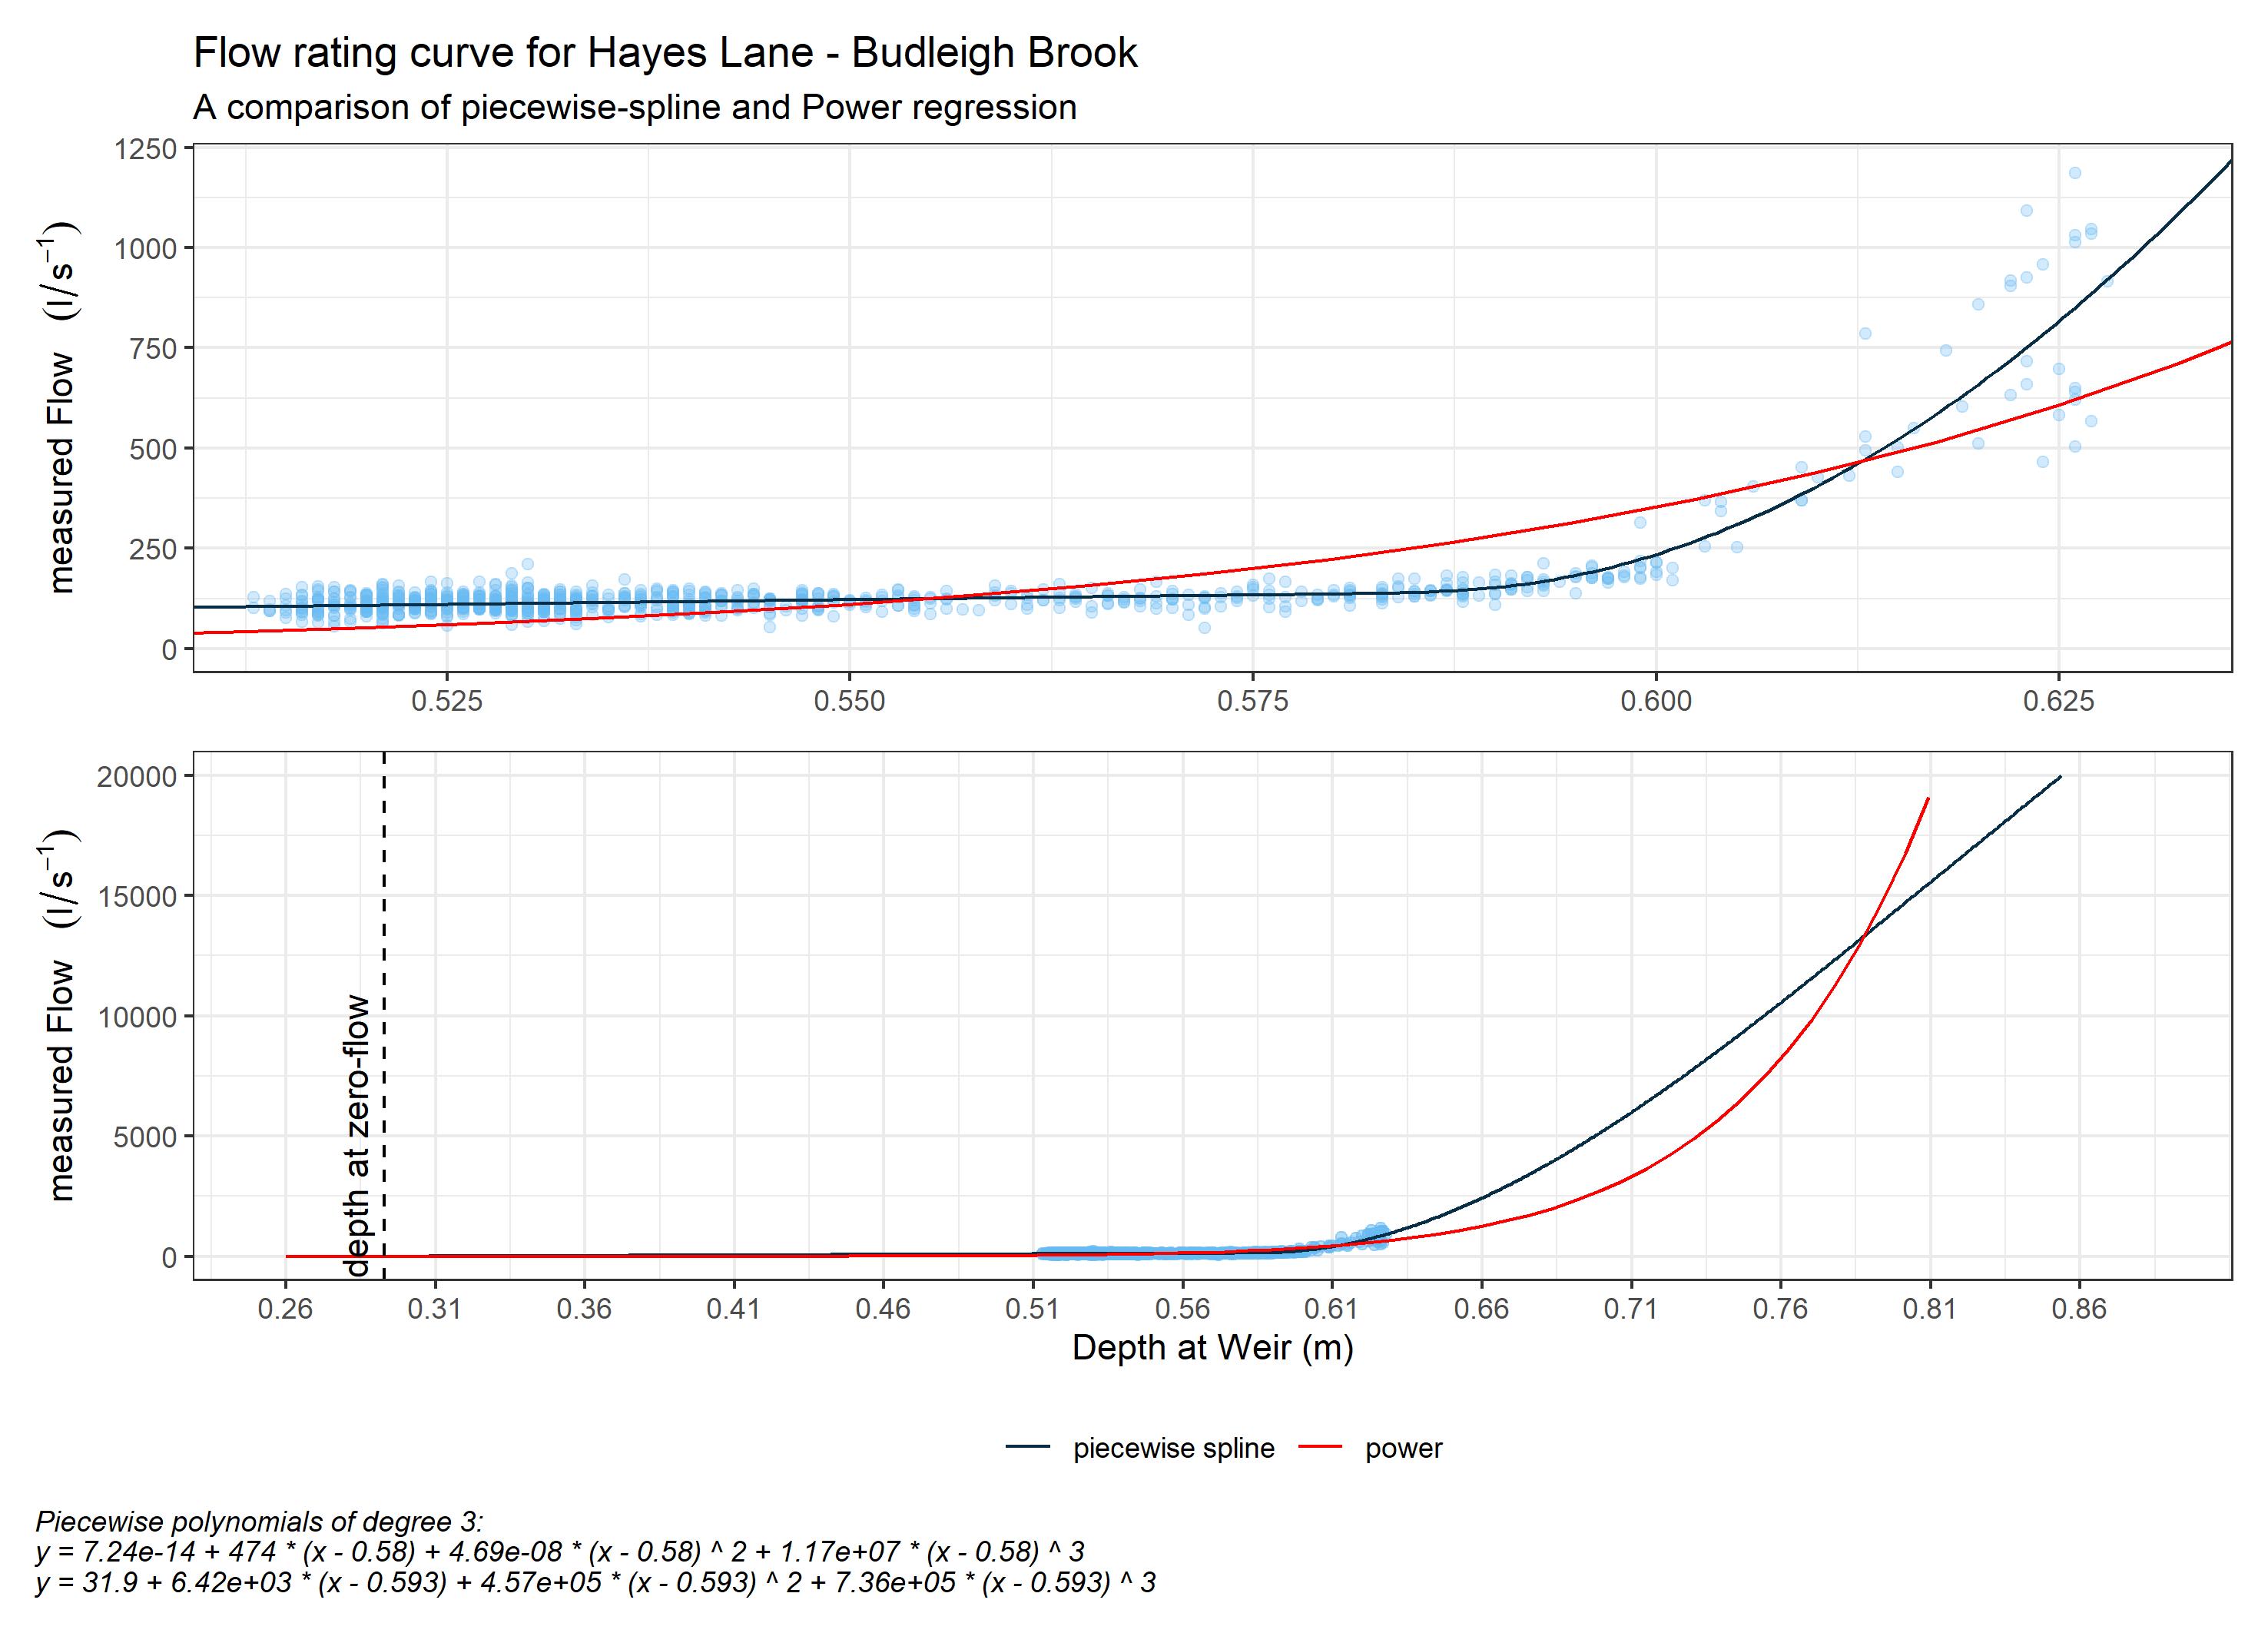 Flow rating curve for Hayes Lane - Budleigh Brook
A comparison of piecewise-spline and Power regression
measured Flow (l/s⁻¹)
1250
1000
750
500
250
0
0.525 0.550 0.575 0.600 0.625
measured Flow (l/s⁻¹)
20000
15000
10000
5000
0
depth at zero-flow
0.26 0.31 0.36 0.41 0.46 0.51 0.56 0.61 0.66 0.71 0.76 0.81 0.86
Depth at Weir (m)
piecewise spline power
Piecewise polynomials of degree 3:
y = 7.24e-14 + 474 * (x - 0.58) + 4.69e-08 * (x - 0.58) ^ 2 + 1.17e+07 * (x - 0.58) ^ 3
y = 31.9 + 6.42e+03 * (x - 0.593) + 4.57e+05 * (x - 0.593) ^ 2 + 7.36e+05 * (x - 0.593) ^ 3